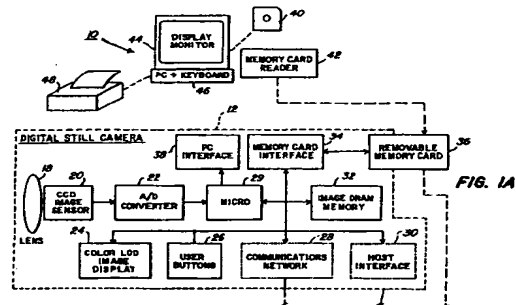 10
44
DISPLAY
MONITOR
40
42
MEMORY CARD
READER
48
PC + KEYBOARD
46
12
DIGITAL STILL CAMERA
38
PC
INTERFACE
MEMORY CARD
INTERFACE
34
REMOVABLE
MEMORY CARD
36
FIG. 1A
18
LENS
20
CCD
IMAGE
SENSOR
22
A/D
CONVERTER
29
MICRO
32
IMAGE DRAM
MEMORY
24
COLOR LCD
IMAGE
DISPLAY
USER
BUTTONS
26
COMMUNICATIONS
NETWORK
28
HOST
INTERFACE
30